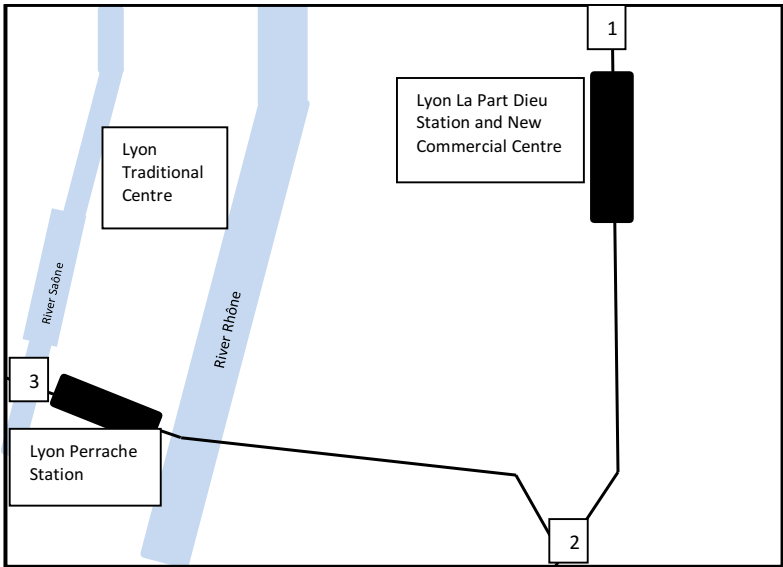 1
Lyon La Part Dieu
Station and New
Commercial Centre
Lyon
Traditional
Centre
River Saône
River Rhône
3
Lyon Perrache
Station
2